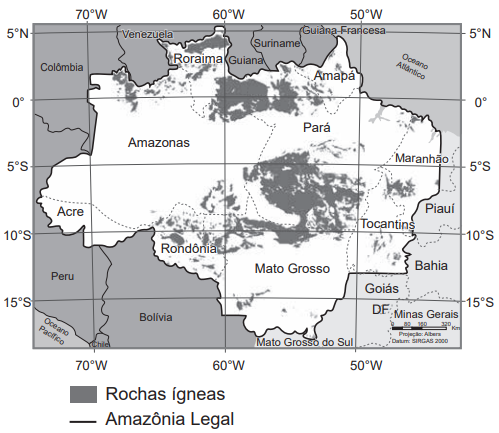 70°W 60°W 50°W
5°N 5°N
Venezuela
Guiana Francesa
Suriname
Roraima
Guiana
Colômbia
Oceano
Atlântico
Amapá
0° 0°
Pará
Amazonas
Maranhão
5°S 5°S
Acre
Piauí
Tocantins
10°S 10°S
Rondônia
Bahia
Mato Grosso
Peru
Goiás
15°S 15°S
DF
Minas Gerais
Bolívia
0 80 160 320
Km
Projeção: Albers
Datum: SIRGAS 2000
Oceano
Pacífico
Chile
Mato Grosso do Sul
70°W 60°W 50°W
Rochas ígneas
Amazônia Legal